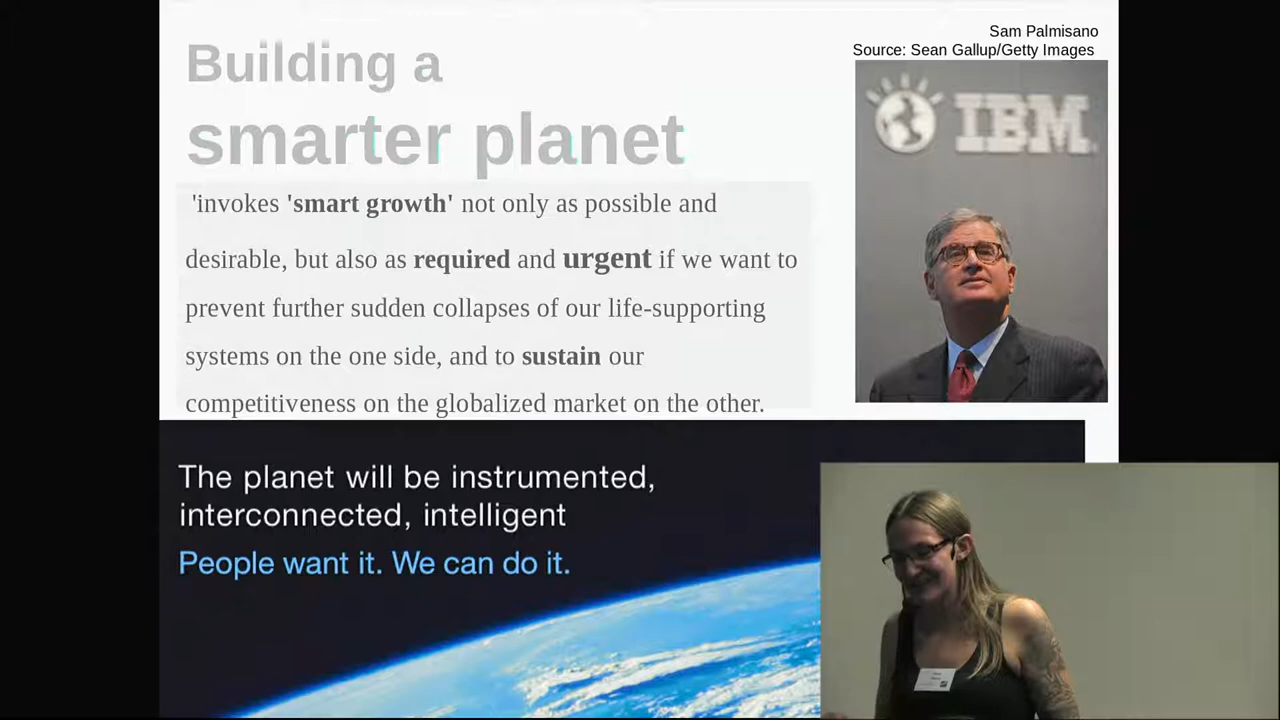 Building a
smarter planet
Sam Palmisano
Source: Sean Gallup/Getty Images
IBM
'invokes 'smart growth' not only as possible and
desirable, but also as required and urgent if we want to
prevent further sudden collapses of our life-supporting
systems on the one side, and to sustain our
competitiveness on the globalized market on the other.
The planet will be instrumented,
interconnected, intelligent
People want it. We can do it.